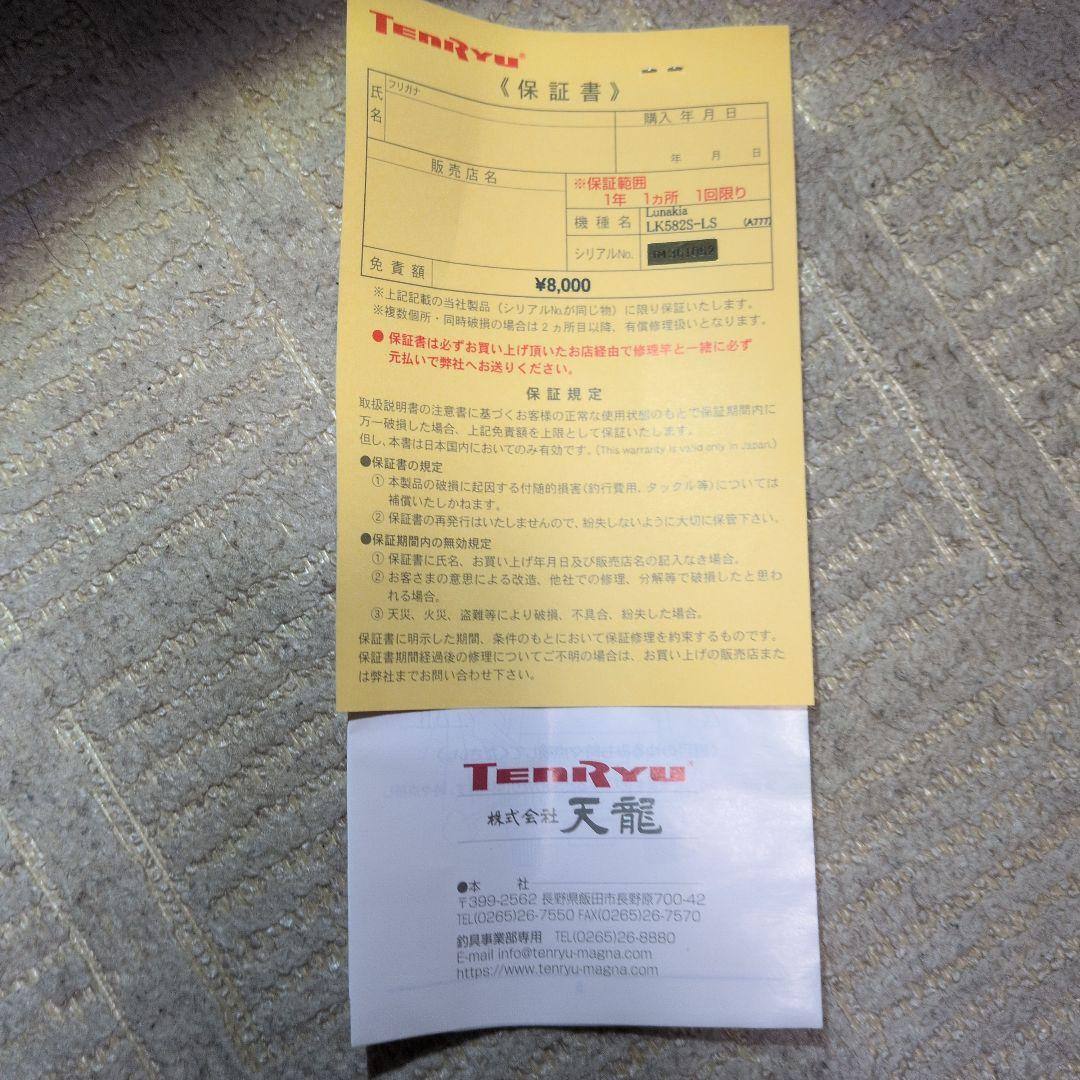 TENRYU®
《保証書》
フリガナ
氏名
購入年月日
年 月 日
販売店名
※保証範囲
1年 1ヵ所 1回限り
機種名
Lunakia
LK582S-LS (A777)
シリアルNo.
免責額
¥8,000
※上記記載の当社製品（シリアル№が同じ物）に限り保証いたします。
※複数個所・同時破損の場合は2ヵ所目以降、有償修理扱いとなります。
●保証書は必ずお買い上げ頂いたお店経由で修理竿と一緒に必ず
元払いで弊社へお送りください。
保証規定
取扱説明書の注意書に基づくお客様の正常な使用状態のもとで保証期間内に
万一破損した場合、上記免責額を上限として保証いたします。
但し、本書は日本国内においてのみ有効です。(This warranty is valid only in Japan.)
●保証書の規定
①本製品の破損に起因する付随的損害(釣行費用、タックル等)については
補償いたしかねます。
②保証書の再発行はいたしませんので、紛失しないように大切に保管下さい。
●保証期間内の無効規定
①保証書に氏名、お買い上げ年月日及び販売店名の記入なき場合。
②お客さまの意思による改造、他社での修理、分解等で破損したと思わ
れる場合。
③天災、火災、盗難等により破損、不具合、紛失した場合。
保証書に明示した期間、条件のもとにおいて保証修理を約束するものです。
保証書期間経過後の修理についてご不明の場合は、お買い上げの販売店また
は弊社までお問い合わせ下さい。
TENRYU®
株式会社 天龍
●本 社
〒399-2562 長野県飯田市長野原700-42
TEL(0265)26-7550 FAX(0265)26-7570
釣具事業部専用 TEL(0265)26-8880
E-mail info@tenryu-magna.com
https://www.tenryu-magna.com